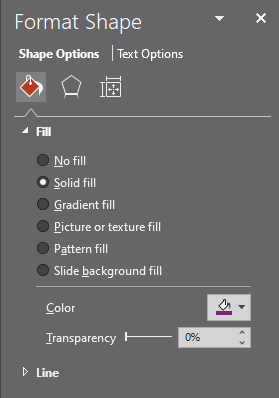 Format Shape
Shape Options | Text Options
Fill
No fill
Solid fill
Gradient fill
Picture or texture fill
Pattern fill
Slide background fill
Color
Transparency 0%
Line